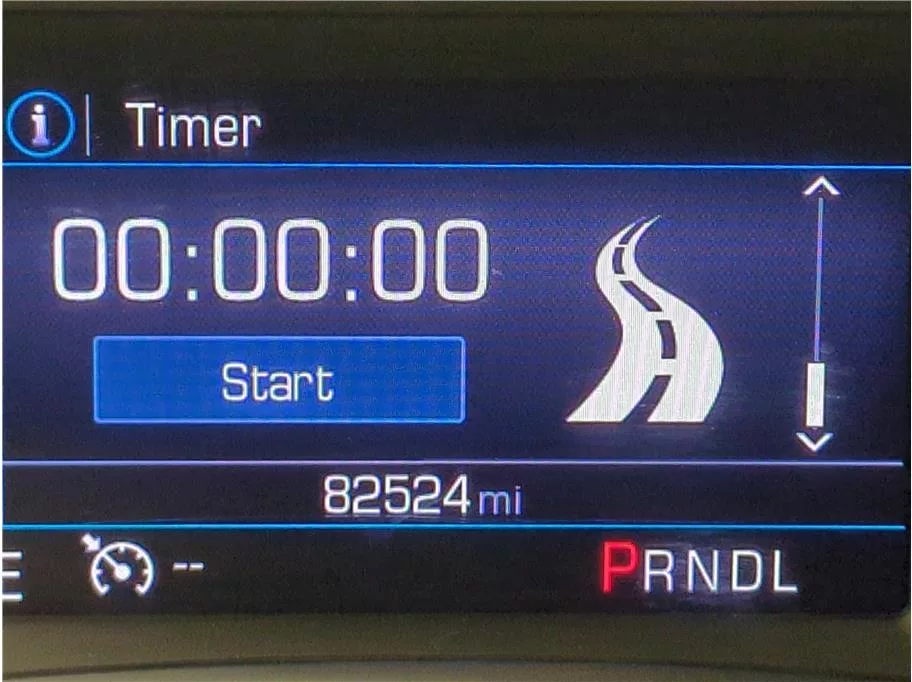 i Timer
00:00:00
Start
82524 mi
E -- PRNDL